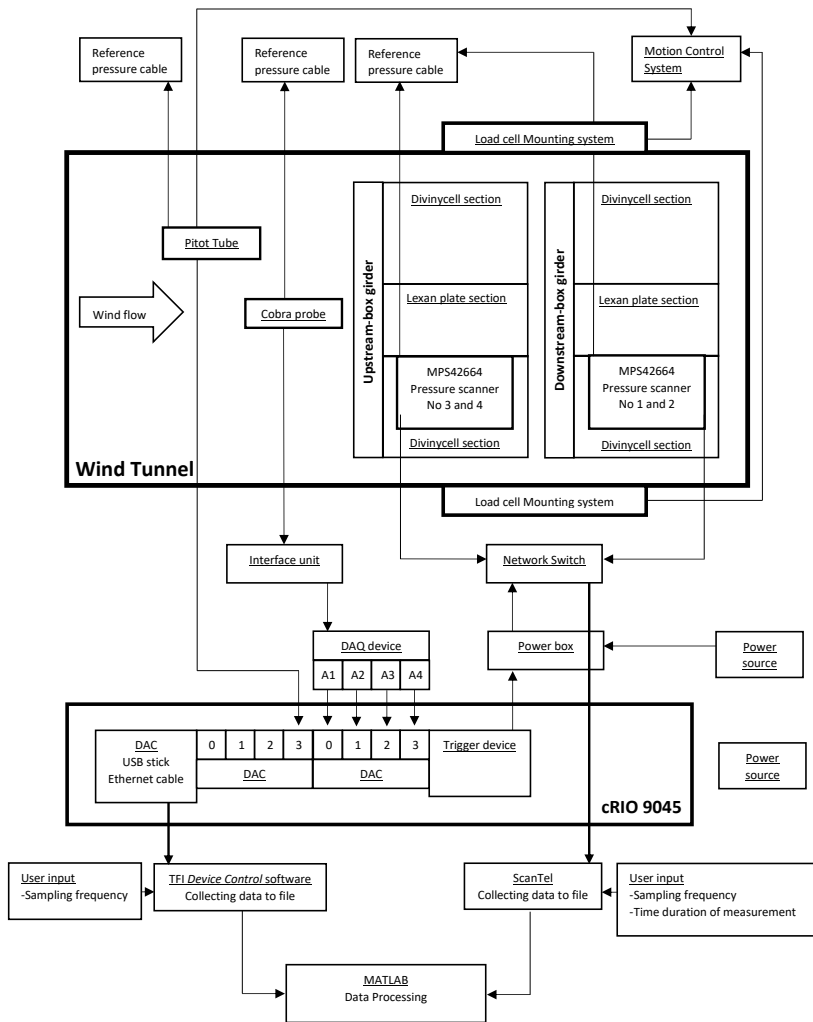 Reference
pressure cable
Reference
pressure cable
Reference
pressure cable
Motion Control
System
Load cell Mounting system
Upstream-box girder
Divinycell section
Lexan plate section
MPS42664
Pressure scanner
No 3 and 4
Divinycell section
Downstream-box girder
Divinycell section
Lexan plate section
MPS42664
Pressure scanner
No 1 and 2
Divinycell section
Pitot Tube
Wind flow
Cobra probe
Wind Tunnel
Load cell Mounting system
Interface unit
Network Switch
DAQ device
A1 A2 A3 A4
Power box
Power
source
DAC
USB stick
Ethernet cable
0 1 2 3 0 1 2 3
DAC DAC
Trigger device
cRIO 9045
Power
source
User input
-Sampling frequency
TFI Device Control software
Collecting data to file
ScanTel
Collecting data to file
User input
-Sampling frequency
-Time duration of measurement
MATLAB
Data Processing